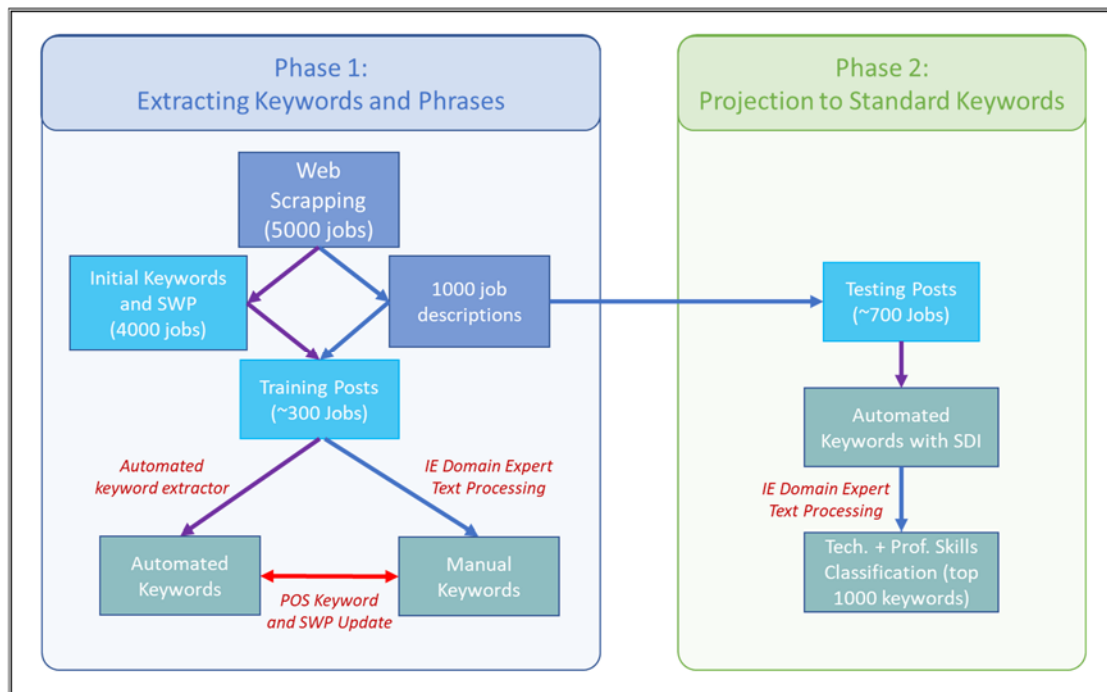 Phase 1:
Extracting Keywords and Phrases
Web
Scrapping
(5000 jobs)
Initial Keywords
and SWP
(4000 jobs)
1000 job
descriptions
Training Posts
(~300 Jobs)
Automated
keyword extractor
IE Domain Expert
Text Processing
Automated
Keywords
Manual
Keywords
POS Keyword
and SWP Update
Phase 2:
Projection to Standard Keywords
Testing Posts
(~700 Jobs)
Automated
Keywords with SDI
IE Domain Expert
Text Processing
Tech. + Prof. Skills
Classification (top
1000 keywords)